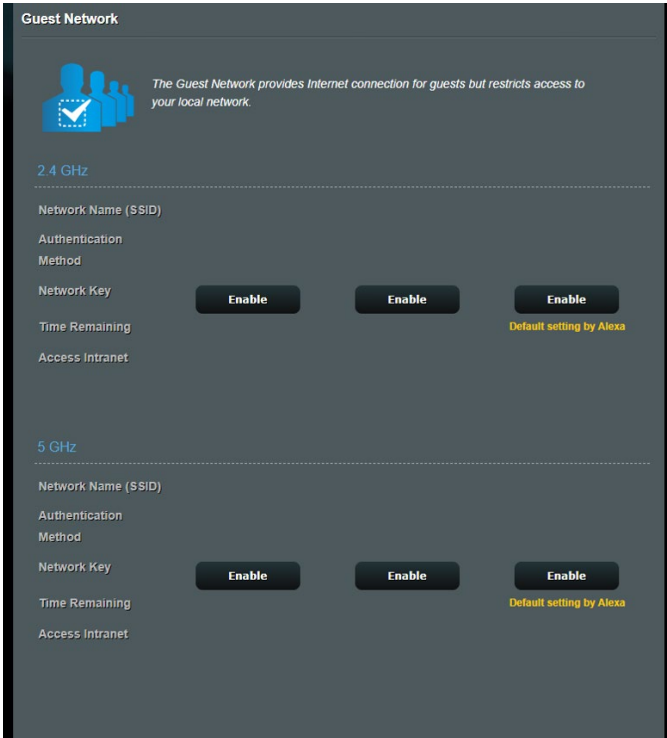 Guest Network
The Guest Network provides Internet connection for guests but restricts access to
your local network.
2.4 GHz
Network Name (SSID)
Authentication
Method
Network Key
Enable Enable Enable
Time Remaining
Default setting by Alexa
Access Intranet
5 GHz
Network Name (SSID)
Authentication
Method
Network Key
Enable Enable Enable
Time Remaining
Default setting by Alexa
Access Intranet